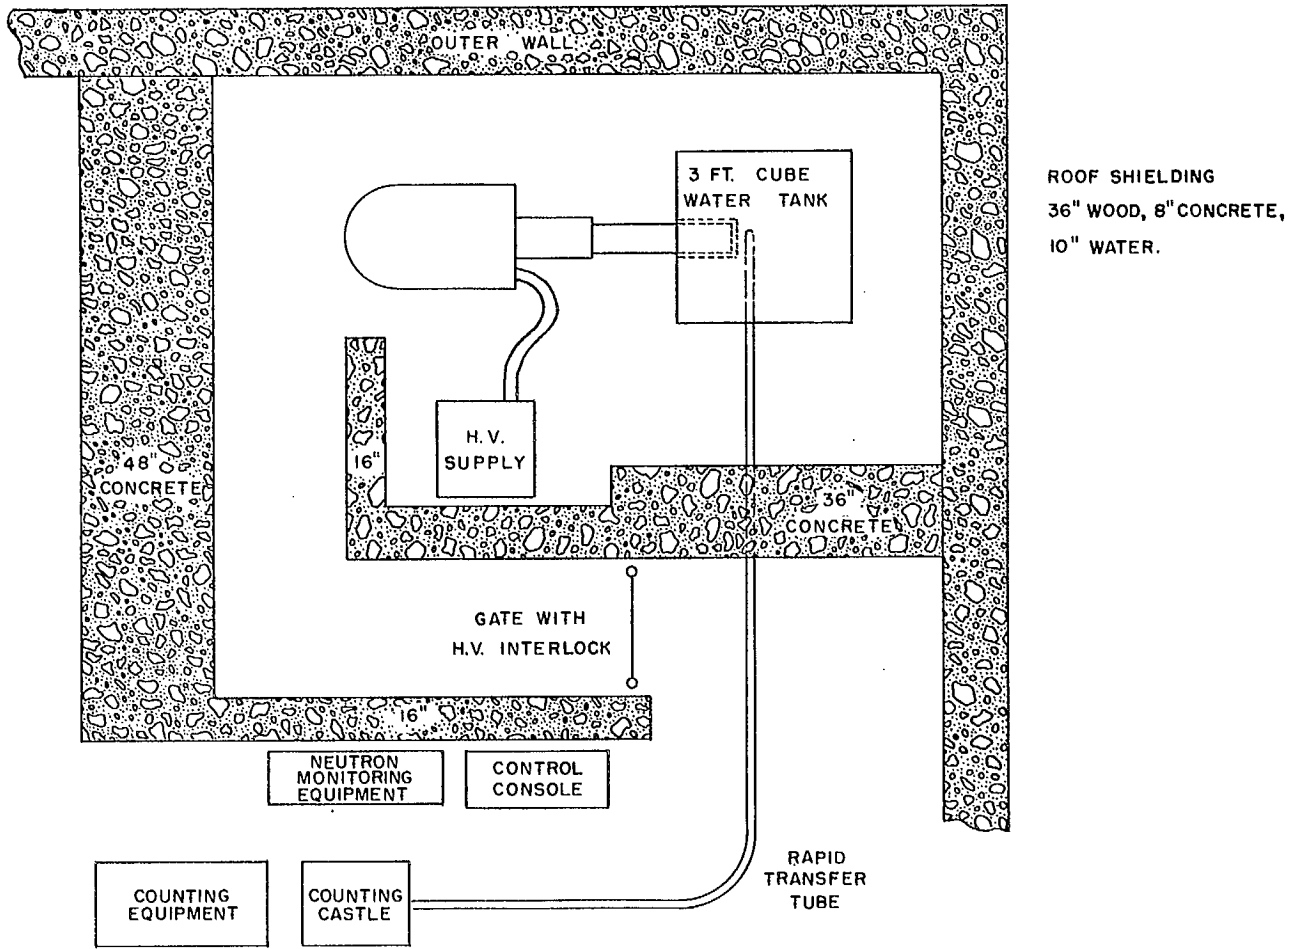 OUTER WALL
3 FT. CUBE
WATER TANK
ROOF SHIELDING
36" WOOD, 8" CONCRETE,
10" WATER.
48"
CONCRETE
16"
H.V.
SUPPLY
36"
CONCRETE
GATE WITH
H.V. INTERLOCK
16"
NEUTRON
MONITORING
EQUIPMENT
CONTROL
CONSOLE
RAPID
TRANSFER
TUBE
COUNTING
EQUIPMENT
COUNTING
CASTLE